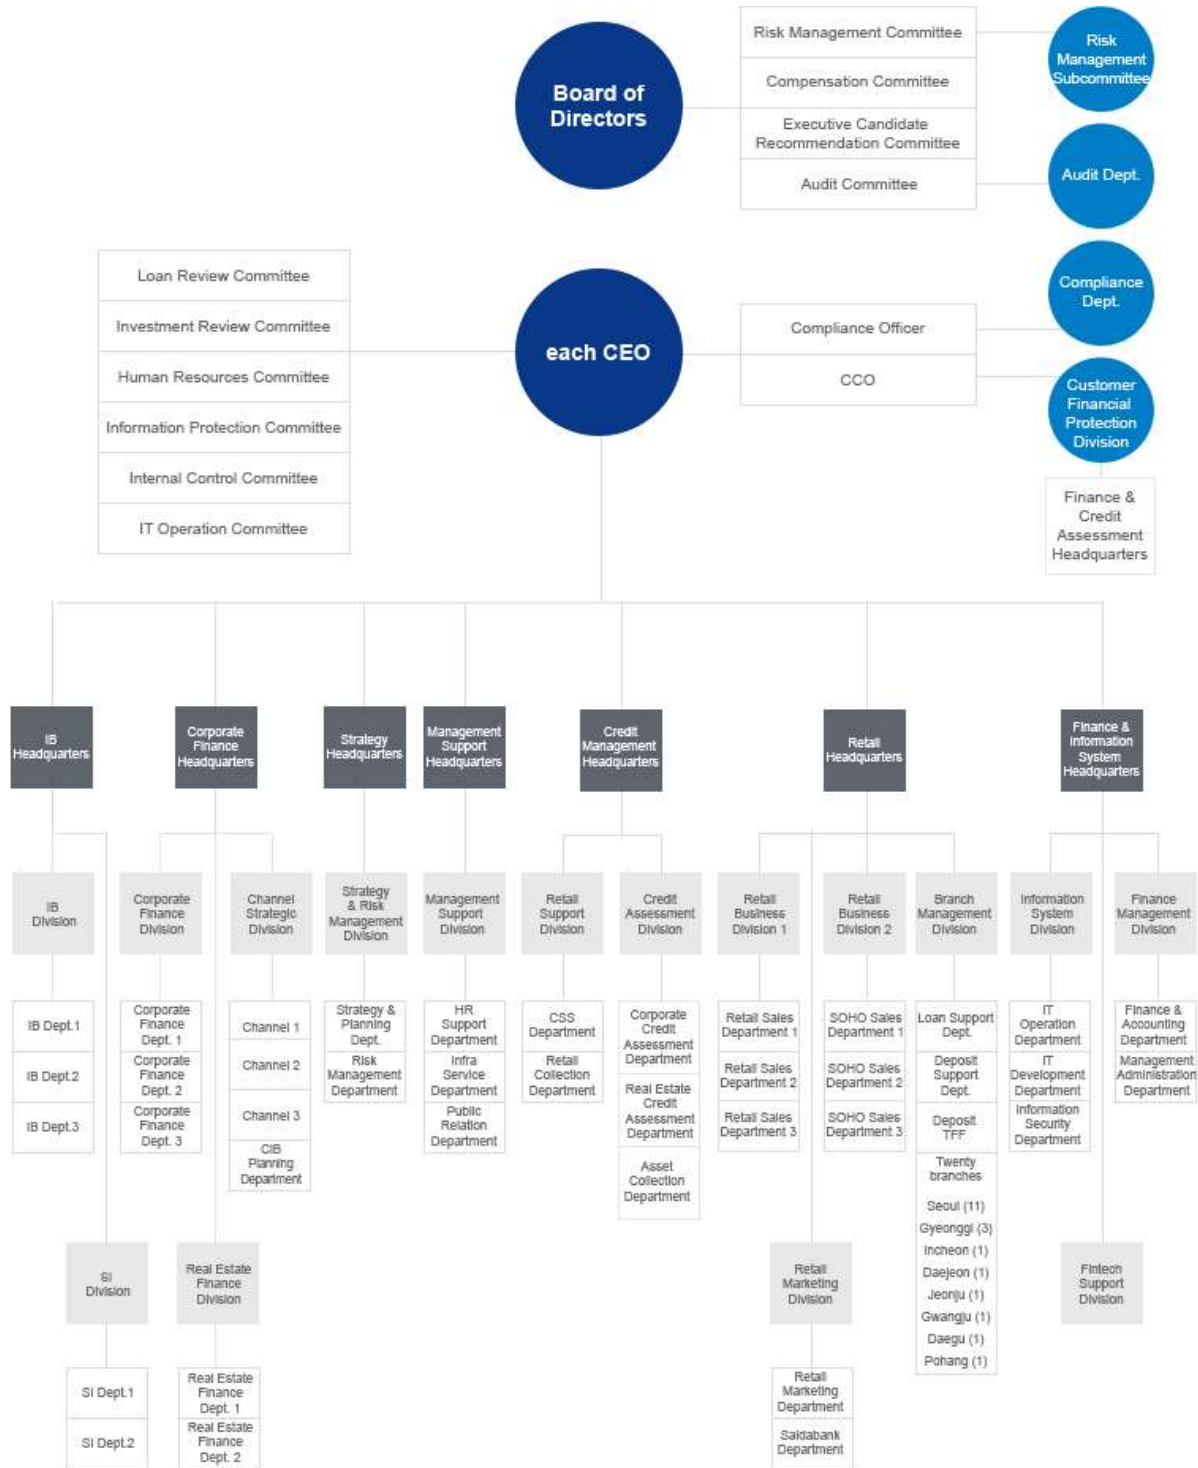 Board of
Directors
Risk Management Committee
Compensation Committee
Executive Candidate
Recommendation Committee
Audit Committee
Risk
Management
Subcommittee
Audit Dept.
Loan Review Committee
Investment Review Committee
Human Resources Committee
Information Protection Committee
Internal Control Committee
IT Operation Committee
each CEO
Compliance Officer
CCO
Compliance
Dept.
Customer
Financial
Protection
Division
Finance &
Credit
Assessment
Headquarters
IB
Headquarters
Corporate
Finance
Headquarters
Strategy
Headquarters
Management
Support
Headquarters
Credit
Management
Headquarters
Retail
Headquarters
Finance &
Information
System
Headquarters
IB
Division
Corporate
Finance
Division
Channel
Strategic
Division
Strategy
& Risk
Management
Division
Management
Support
Division
Retail
Support
Division
Credit
Assessment
Division
Retail
Business
Division 1
Retail
Business
Division 2
Branch
Management
Division
Information
System
Division
Finance
Management
Division
IB Dept.1
IB Dept.2
IB Dept.3
Corporate
Finance
Dept. 1
Corporate
Finance
Dept. 2
Corporate
Finance
Dept. 3
Channel 1
Channel 2
Channel 3
CIB
Planning
Department
Strategy &
Planning
Dept.
Risk
Management
Department
HR
Support
Department
Infra
Service
Department
Public
Relation
Department
CSS
Department
Retail
Collection
Department
Corporate
Credit
Assessment
Department
Real Estate
Credit
Assessment
Department
Asset
Collection
Department
Retail Sales
Department 1
Retail Sales
Department 2
Retail Sales
Department 3
SOHO Sales
Department 1
SOHO Sales
Department 2
SOHO Sales
Department 3
Loan Support
Dept.
Deposit
Support
Dept.
Deposit
TFF
Twenty
branches
Seoul (11)
Gyeonggi (3)
Incheon (1)
Daejeon (1)
Jeonju (1)
Gwangju (1)
Daegu (1)
Pohang (1)
IT
Operation
Department
IT
Development
Department
Information
Security
Department
Finance &
Accounting
Department
Management
Administration
Department
SI
Division
Real Estate
Finance
Division
Retail
Marketing
Division
Fintech
Support
Division
SI Dept.1
SI Dept.2
Real Estate
Finance
Dept. 1
Real Estate
Finance
Dept. 2
Retail
Marketing
Department
Saidabank
Department